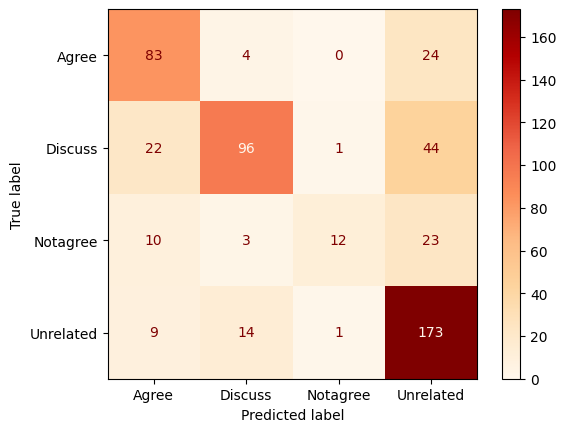 Agree 83 4 0 24
Discuss 22 96 1 44
Notagree 10 3 12 23
Unrelated 9 14 1 173
Agree Discuss Notagree Unrelated
Predicted label
True label
160
140
120
100
80
60
40
20
0